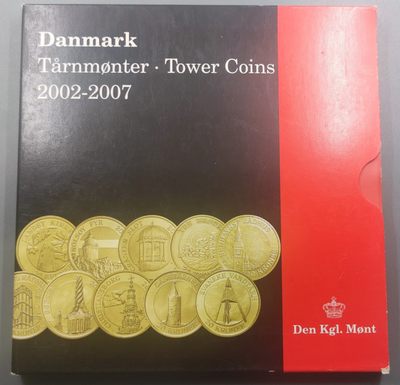 Danmark
Tårnmønter · Tower Coins
2002-2007
Den Kgl. Mønt